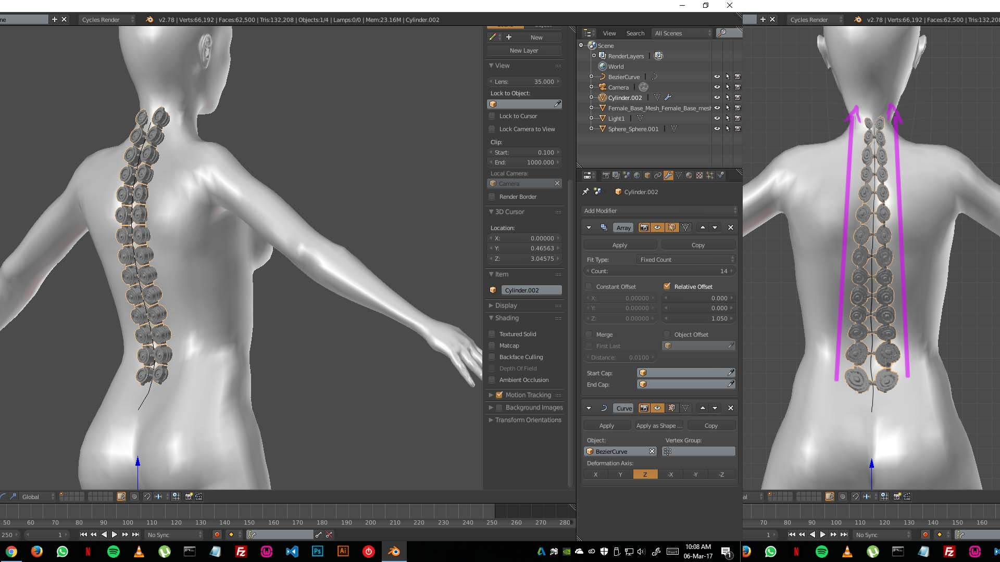 ne
Cycles Render
v2.78 | Verts:66,192 | Faces:62,500 | Tris:132,208 | Objects:1/4 | Lamps:0/0 | Mem:23.16M | Cylinder.002
New
New Layer
View
Lens: 35.000
Lock to Object:
Lock to Cursor
Lock Camera to View
Clip:
Start: 0.100
End: 1000.000
Local Camera:
Camera
Render Border
3D Cursor
Location:
X: 0.00000
Y: 0.46563
Z: 3.04575
Item
Cylinder.002
Display
Shading
Textured Solid
Matcap
Backface Culling
Depth Of Field
Ambient Occlusion
Motion Tracking
Background Images
Transform Orientations
View Search All Scenes
Scene
RenderLayers
World
BezierCurve
Camera
Cylinder.002
Female_Base_Mesh_Female_Base_mesh
Light1
Sphere_Sphere.001
Cylinder.002
Add Modifier
Array
Apply Copy
Fit Type: Fixed Count
Count: 14
Constant Offset Relative Offset
X: 0.00000 0.000
Y: 0.00000 0.000
Z: 0.00000 1.050
Merge Object Offset
First Last
Distance: 0.0100
Start Cap:
End Cap:
Curve
Apply Apply as Shape ... Copy
Object: Vertex Group:
BezierCurve
Deformation Axis:
X Y Z -X -Y -Z
Global
50 60 70 80 90 100 110 120 130 140 150 160 170 180 190 200 210 220 230 240 250 260 270 280
250 1 No Sync
Ps Ai
10:08 AM
06-Mar-17
1
Cycles Render
v2.78 | Verts:66,192 | Faces:62,500 | Tris:132,208
al
70 80 90 100 110 120 130 140 150 160
1 No Sync